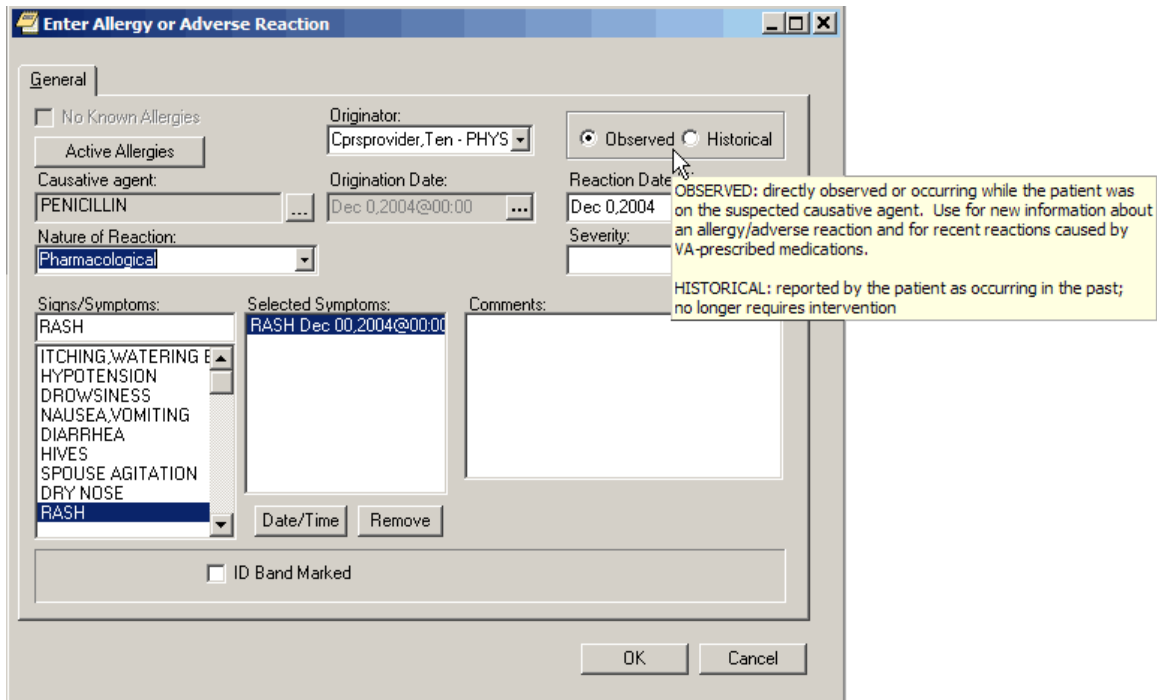 Enter Allergy or Adverse Reaction
General
No Known Allergies
Active Allergies
Originator:
Cprsprovider,Ten - PHYS
Observed
Historical
Causative agent:
PENICILLIN
...
Origination Date:
Dec 0,2004@00:00
...
Reaction Date
Dec 0,2004
Nature of Reaction:
Pharmacological
Severity:
OBSERVED: directly observed or occurring while the patient was
on the suspected causative agent.  Use for new information about
an allergy/adverse reaction and for recent reactions caused by
VA-prescribed medications.
HISTORICAL: reported by the patient as occurring in the past;
no longer requires intervention
Signs/Symptoms:
RASH
ITCHING,WATERING E
HYPOTENSION
DROWSINESS
NAUSEA,VOMITING
DIARRHEA
HIVES
SPOUSE AGITATION
DRY NOSE
RASH
Selected Symptoms:
RASH Dec 00,2004@00:00
Date/Time
Remove
Comments:
ID Band Marked
OK
Cancel